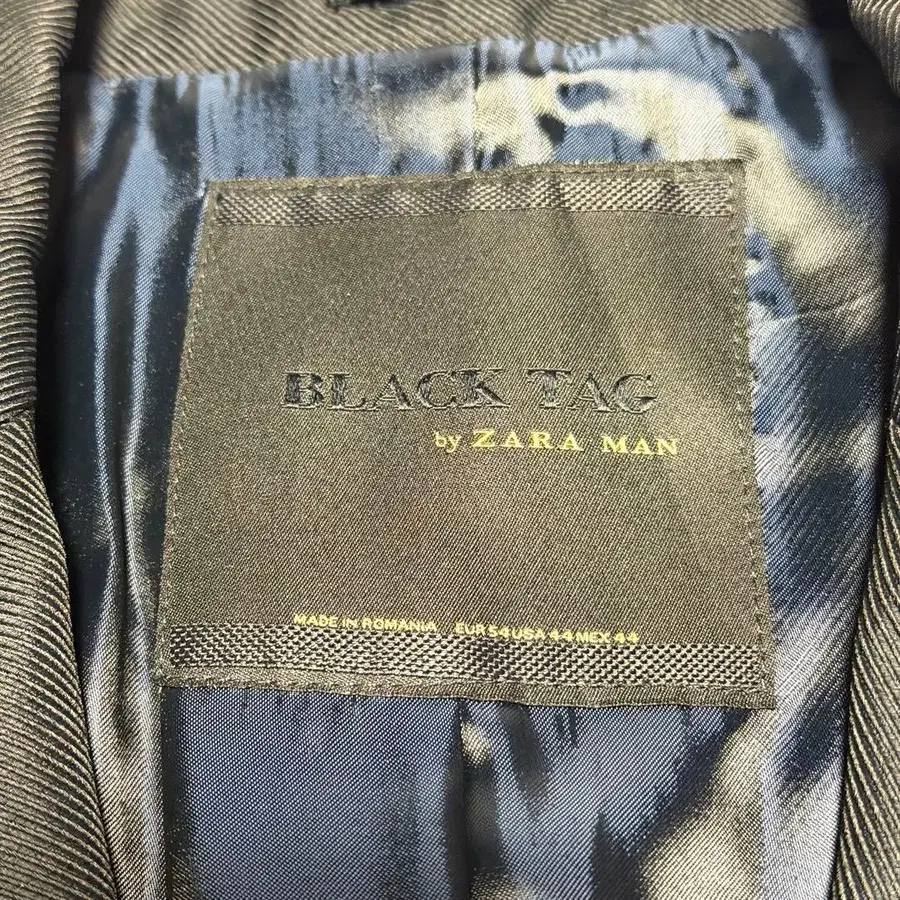 BLACK TAG
by ZARA MAN
MADE IN ROMANIA EUR 54 USA 44 MEX 44